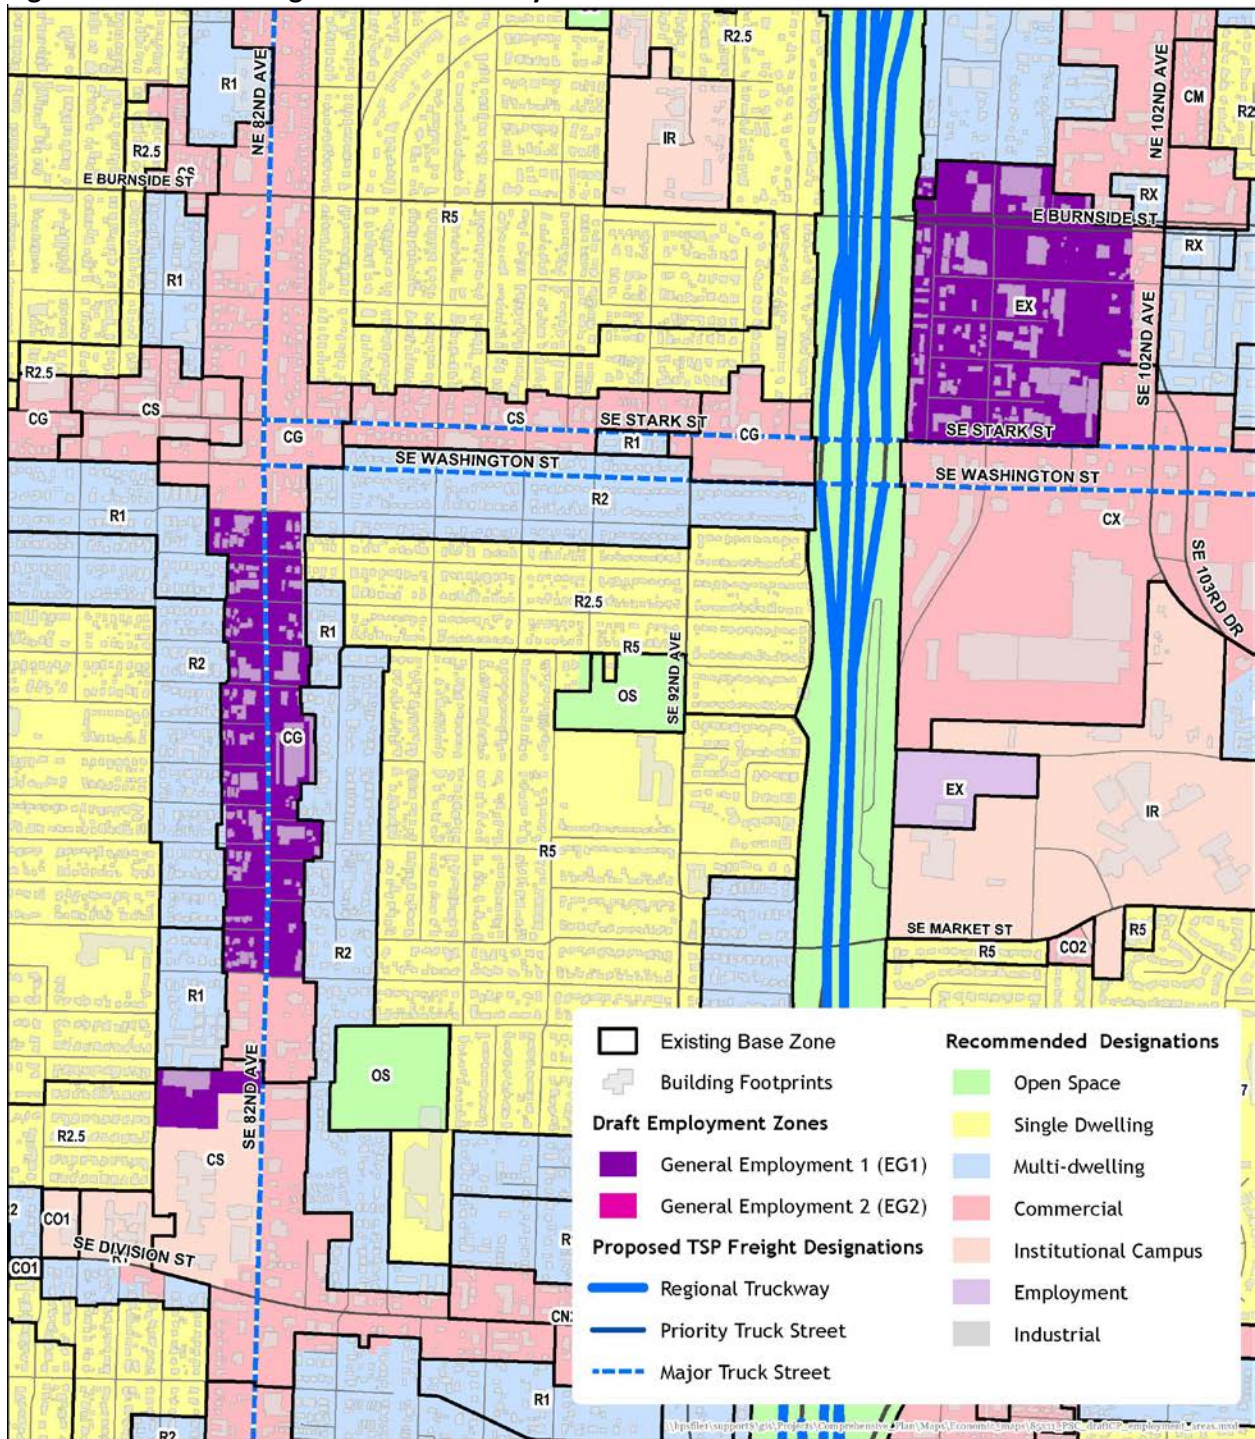 R2.5
R1
NE 82ND AVE
NE 102ND AVE
CM
R2
IR
R2.5
CS
E BURNSIDE ST
R5
RX
E BURNSIDE ST
RX
R1
EX
SE 102ND AVE
R2.5
CS
CG
CS
SE STARK ST
CG
CG
R1
SE STARK ST
SE WASHINGTON ST
SE WASHINGTON ST
R2
R1
CX
SE 103RD DR
R2.5
R1
R2
R5
SE 92ND AVE
OS
CG
EX
IR
R5
SE MARKET ST
R5
CO2
R5
R2
R1
OS
SE 82ND AVE
R2.5
CS
2
CO1
SE DIVISION ST
CO1
R1
R2
Existing Base Zone
Building Footprints
Draft Employment Zones
General Employment 1 (EG1)
General Employment 2 (EG2)
Proposed TSP Freight Designations
Regional Truckway
Priority Truck Street
Major Truck Street
Recommended Designations
Open Space
Single Dwelling
Multi-dwelling
Commercial
Institutional Campus
Employment
Industrial
7